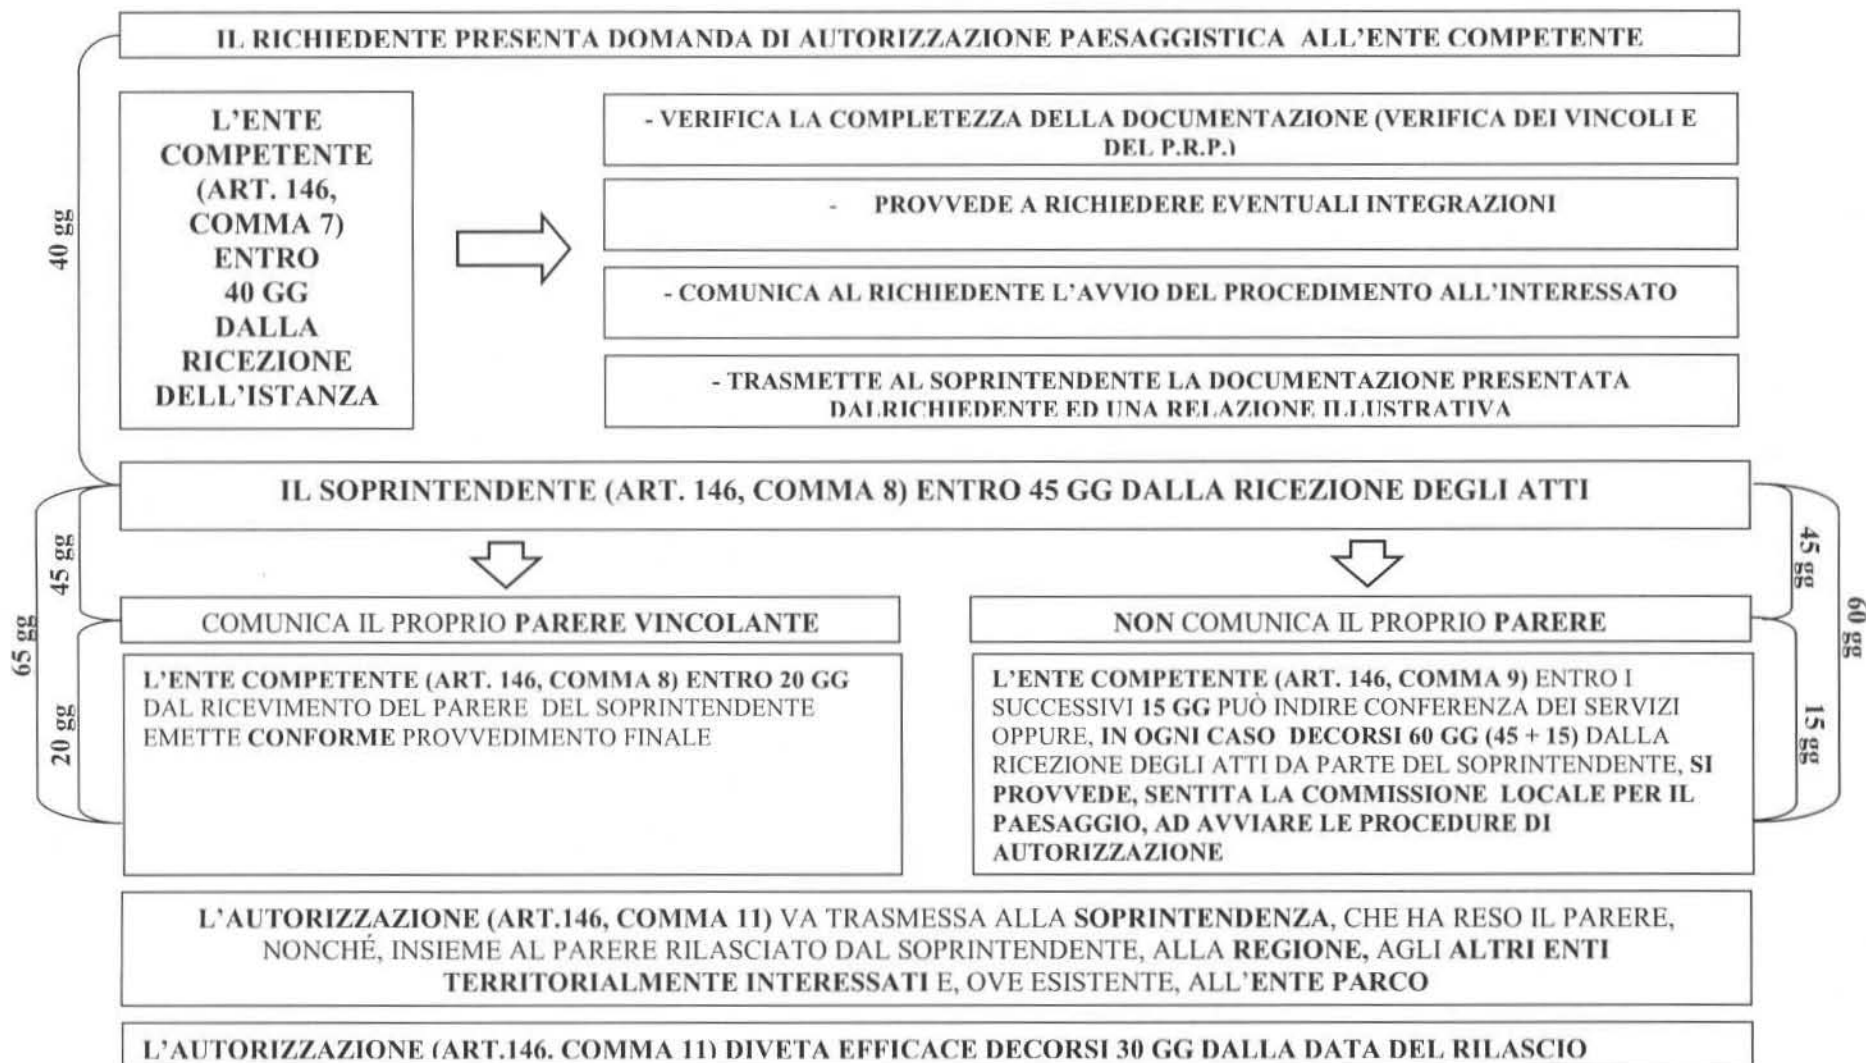 IL RICHIEDENTE PRESENTA DOMANDA DI AUTORIZZAZIONE PAESAGGISTICA ALL'ENTE COMPETENTE
40 gg
L'ENTE
COMPETENTE
(ART. 146,
COMMA 7)
ENTRO
40 GG
DALLA
RICEZIONE
DELL'ISTANZA
- VERIFICA LA COMPLETEZZA DELLA DOCUMENTAZIONE (VERIFICA DEI VINCOLI E
DEL P.R.P.)
- PROVVEDE A RICHIEDERE EVENTUALI INTEGRAZIONI
- COMUNICA AL RICHIEDENTE L'AVVIO DEL PROCEDIMENTO ALL'INTERESSATO
- TRASMETTE AL SOPRINTENDENTE LA DOCUMENTAZIONE PRESENTATA
DALRICHIEDENTE ED UNA RELAZIONE ILLUSTRATIVA
IL SOPRINTENDENTE (ART. 146, COMMA 8) ENTRO 45 GG DALLA RICEZIONE DEGLI ATTI
65 gg
45 gg
20 gg
COMUNICA IL PROPRIO PARERE VINCOLANTE
L'ENTE COMPETENTE (ART. 146, COMMA 8) ENTRO 20 GG
DAL RICEVIMENTO DEL PARERE DEL SOPRINTENDENTE
EMETTE CONFORME PROVVEDIMENTO FINALE
NON COMUNICA IL PROPRIO PARERE
L'ENTE COMPETENTE (ART. 146, COMMA 9) ENTRO I
SUCCESSIVI 15 GG PUÒ INDIRE CONFERENZA DEI SERVIZI
OPPURE, IN OGNI CASO DECORSI 60 GG (45 + 15) DALLA
RICEZIONE DEGLI ATTI DA PARTE DEL SOPRINTENDENTE, SI
PROVVEDE, SENTITA LA COMMISSIONE LOCALE PER IL
PAESAGGIO, AD AVVIARE LE PROCEDURE DI
AUTORIZZAZIONE
45 gg
15 gg
60 gg
L'AUTORIZZAZIONE (ART.146, COMMA 11) VA TRASMESSA ALLA SOPRINTENDENZA, CHE HA RESO IL PARERE,
NONCHÉ, INSIEME AL PARERE RILASCIATO DAL SOPRINTENDENTE, ALLA REGIONE, AGLI ALTRI ENTI
TERRITORIALMENTE INTERESSATI E, OVE ESISTENTE, ALL'ENTE PARCO
L'AUTORIZZAZIONE (ART.146, COMMA 11) DIVETA EFFICACE DECORSI 30 GG DALLA DATA DEL RILASCIO